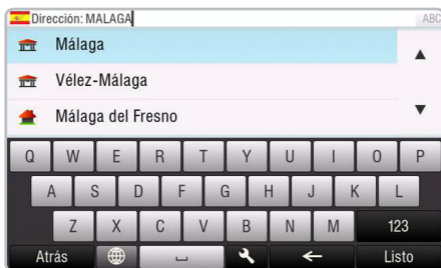 Dirección: MALAGA ABC
Málaga
Vélez-Málaga
Málaga del Fresno
Q W E R T Y U I O P
A S D F G H J K L
Z X C V B N M 123
Atrás Listo